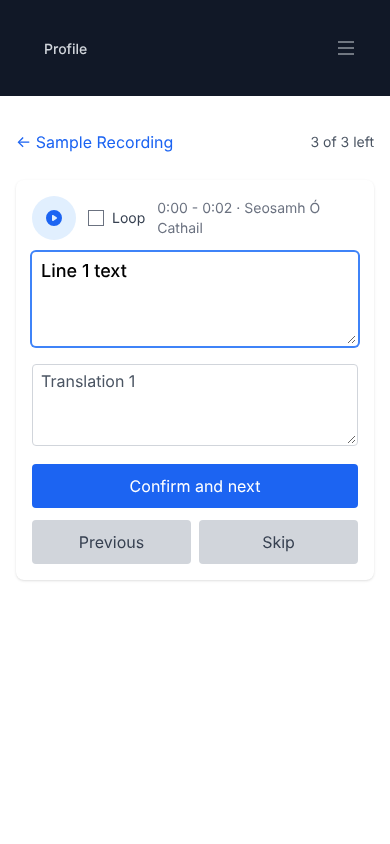 Profile
← Sample Recording
3 of 3 left
Loop
0:00 - 0:02 · Seosamh Ó
Cathail
Line 1 text
Translation 1
Confirm and next
Previous
Skip